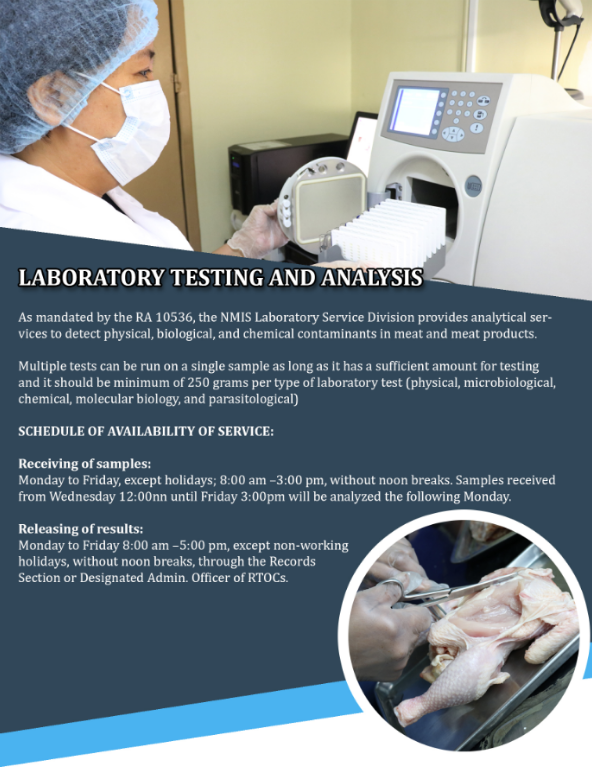 LABORATORY TESTING AND ANALYSIS
As mandated by the RA 10536, the NMIS Laboratory Service Division provides analytical ser-
vices to detect physical, biological, and chemical contaminants in meat and meat products.
Multiple tests can be run on a single sample as long as it has a sufficient amount for testing
and it should be minimum of 250 grams per type of laboratory test (physical, microbiological,
chemical, molecular biology, and parasitological)
SCHEDULE OF AVAILABILITY OF SERVICE:
Receiving of samples:
Monday to Friday, except holidays; 8:00 am –3:00 pm, without noon breaks. Samples received
from Wednesday 12:00nn until Friday 3:00pm will be analyzed the following Monday.
Releasing of results:
Monday to Friday 8:00 am –5:00 pm, except non-working
holidays, without noon breaks, through the Records
Section or Designated Admin. Officer of RTOCs.